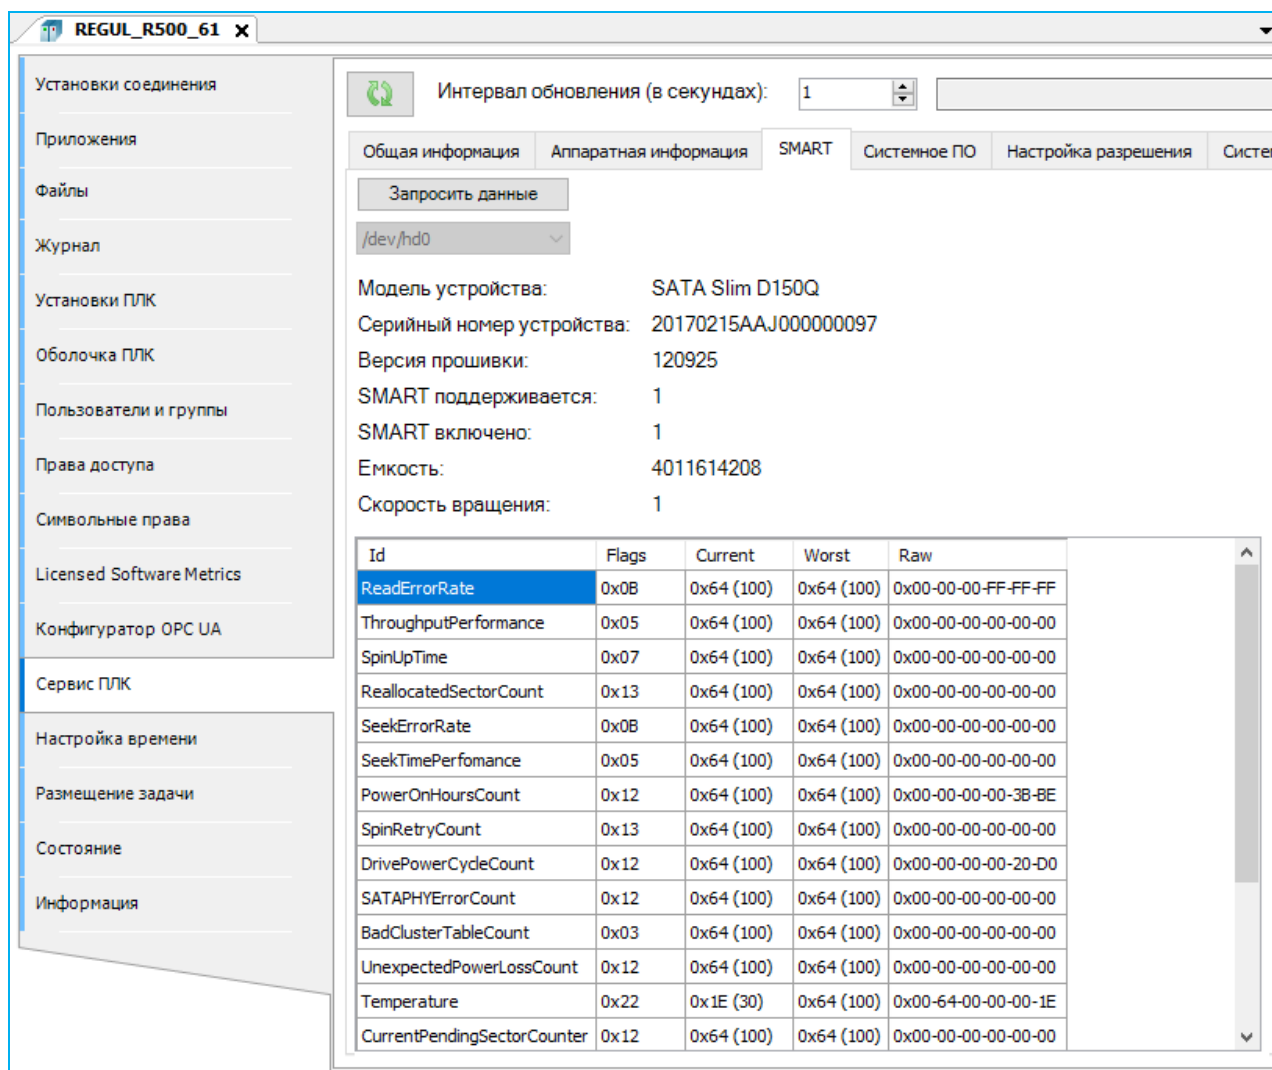 REGUL_R500_61
Установки соединения
Приложения
Файлы
Журнал
Установки ПЛК
Оболочка ПЛК
Пользователи и группы
Права доступа
Символьные права
Licensed Software Metrics
Конфигуратор OPC UA
Сервис ПЛК
Настройка времени
Размещение задачи
Состояние
Информация
Интервал обновления (в секундах): 1
Общая информация Аппаратная информация SMART Системное ПО Настройка разрешения Систе
Запросить данные
/dev/hd0
Модель устройства: SATA Slim D150Q
Серийный номер устройства: 20170215AAJ000000097
Версия прошивки: 120925
SMART поддерживается: 1
SMART включено: 1
Емкость: 4011614208
Скорость вращения: 1
Id Flags Current Worst Raw
ReadErrorRate 0x0B 0x64 (100) 0x64 (100) 0x00-00-00-FF-FF-FF
ThroughputPerformance 0x05 0x64 (100) 0x64 (100) 0x00-00-00-00-00-00
SpinUpTime 0x07 0x64 (100) 0x64 (100) 0x00-00-00-00-00-00
ReallocatedSectorCount 0x13 0x64 (100) 0x64 (100) 0x00-00-00-00-00-00
SeekErrorRate 0x0B 0x64 (100) 0x64 (100) 0x00-00-00-00-00-00
SeekTimePerfomance 0x05 0x64 (100) 0x64 (100) 0x00-00-00-00-00-00
PowerOnHoursCount 0x12 0x64 (100) 0x64 (100) 0x00-00-00-00-3B-BE
SpinRetryCount 0x13 0x64 (100) 0x64 (100) 0x00-00-00-00-00-00
DrivePowerCycleCount 0x12 0x64 (100) 0x64 (100) 0x00-00-00-00-20-D0
SATAPHYErrorCount 0x12 0x64 (100) 0x64 (100) 0x00-00-00-00-00-00
BadClusterTableCount 0x03 0x64 (100) 0x64 (100) 0x00-00-00-00-00-00
UnexpectedPowerLossCount 0x12 0x64 (100) 0x64 (100) 0x00-00-00-00-00-00
Temperature 0x22 0x1E (30) 0x64 (100) 0x00-64-00-00-00-1E
CurrentPendingSectorCounter 0x12 0x64 (100) 0x64 (100) 0x00-00-00-00-00-00